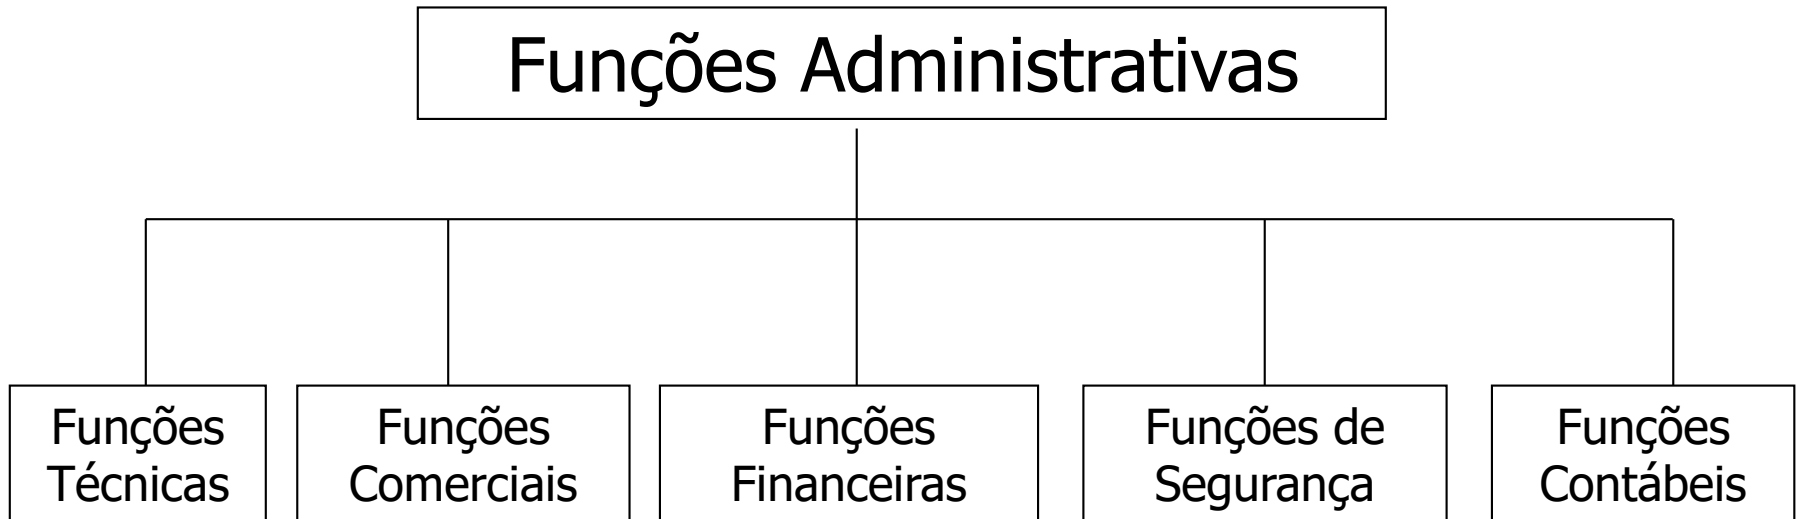 Funções Administrativas
Funções
Técnicas
Funções
Comerciais
Funções
Financeiras
Funções de
Segurança
Funções
Contábeis